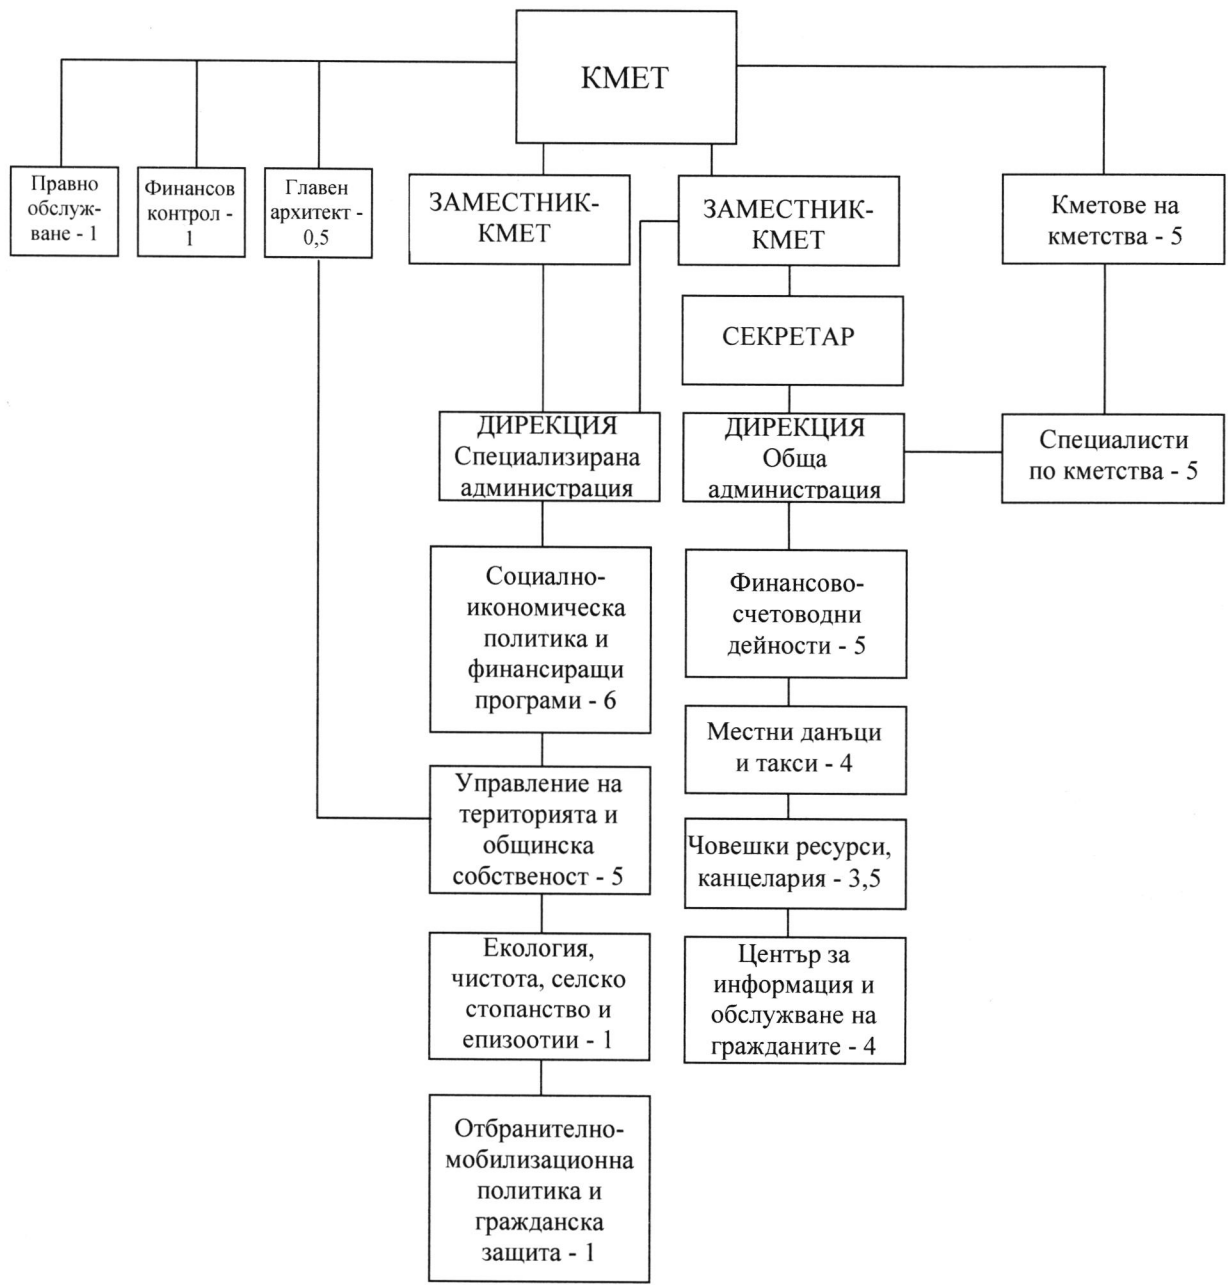 КМЕТ
Правно
обслуж-
ване - 1
Финансов
контрол -
1
Главен
архитект -
0,5
ЗАМЕСТНИК-
КМЕТ
ЗАМЕСТНИК-
КМЕТ
Кметове на
кметства - 5
СЕКРЕТАР
ДИРЕКЦИЯ
Специализирана
администрация
ДИРЕКЦИЯ
Обща
администрация
Специалисти
по кметства - 5
Социално-
икономическа
политика и
финансиращи
програми - 6
Финансово-
счетоводни
дейности - 5
Местни данъци
и такси - 4
Управление на
територията и
общинска
собственост - 5
Човешки ресурси,
канцелария - 3,5
Екология,
чистота, селско
стопанство и
епизоотии - 1
Център за
информация и
обслужване на
гражданите - 4
Отбранително-
мобилизационна
политика и
гражданска
защита - 1